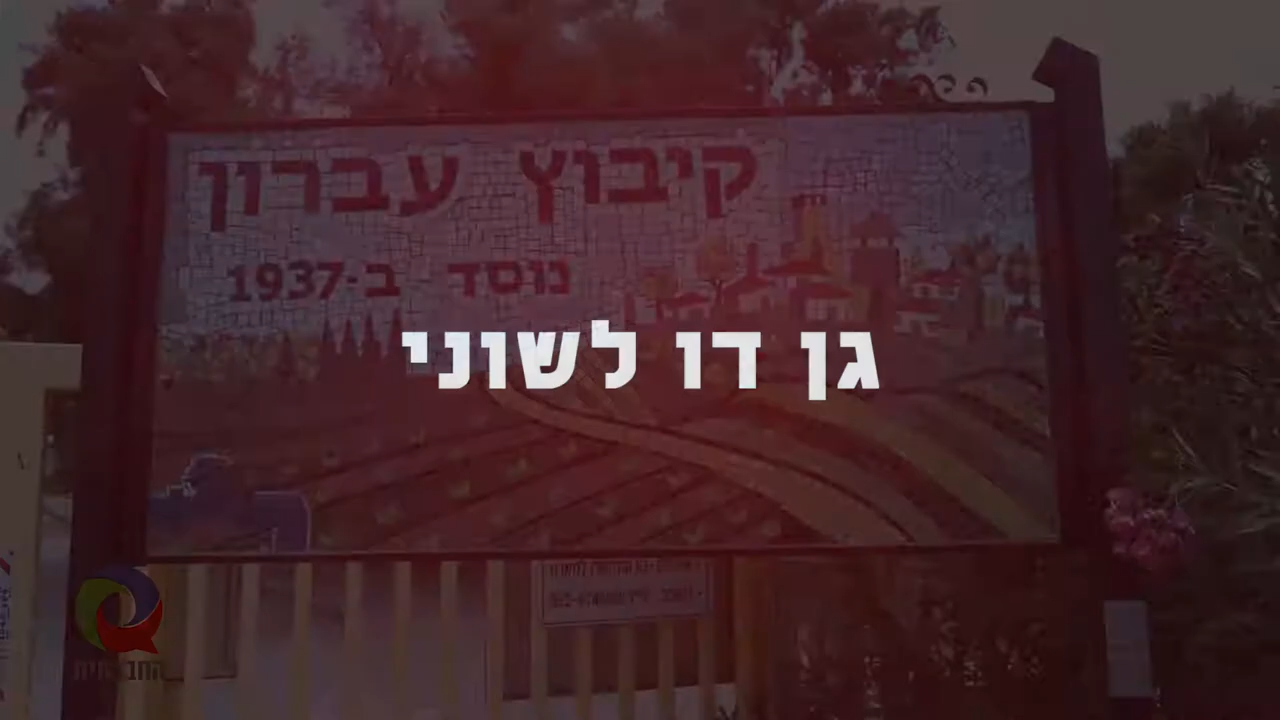 קיבוץ עברון
נוסד ב-1937
גן דו לשוני